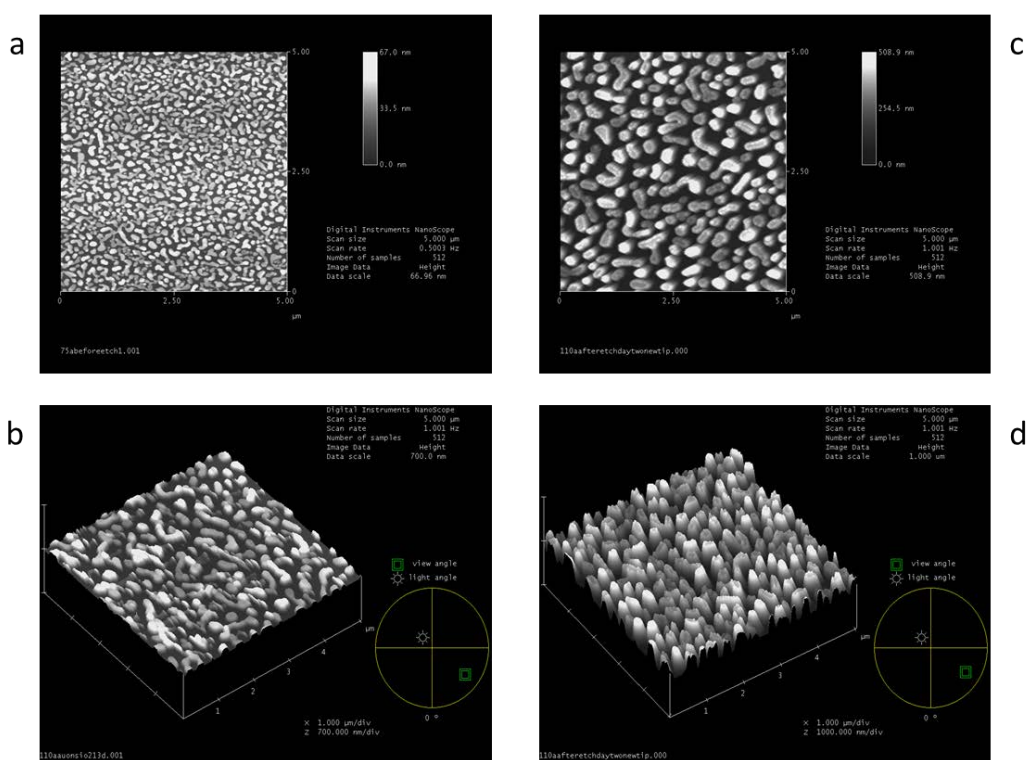 a
67.0 nm
33.5 nm
0.0 nm
5.00
2.50
0
0 2.50 5.00
µm
Digital Instruments NanoScope
Scan size 5.000 µm
Scan rate 0.5003 Hz
Number of samples 512
Image Data Height
Data scale 66.96 nm
75abeforeetch1.001
c
508.9 nm
254.5 nm
0.0 nm
5.00
2.50
0
0 2.50 5.00
µm
Digital Instruments NanoScope
Scan size 5.000 µm
Scan rate 1.001 Hz
Number of samples 512
Image Data Height
Data scale 508.9 nm
110aafteretchdaytwonewtip.000
b
Digital Instruments NanoScope
Scan size 5.000 µm
Scan rate 1.001 Hz
Number of samples 512
Image Data Height
Data scale 700.0 nm
view angle
light angle
1 2 3 4 µm
0 °
X 1.000 µm/div
Z 700.000 nm/div
110aauonsio213d.001
d
Digital Instruments NanoScope
Scan size 5.000 µm
Scan rate 1.001 Hz
Number of samples 512
Image Data Height
Data scale 1.000 um
view angle
light angle
1 2 3 4 µm
0 °
X 1.000 µm/div
Z 1000.000 nm/div
110aafteretchdaytwonewtip.000